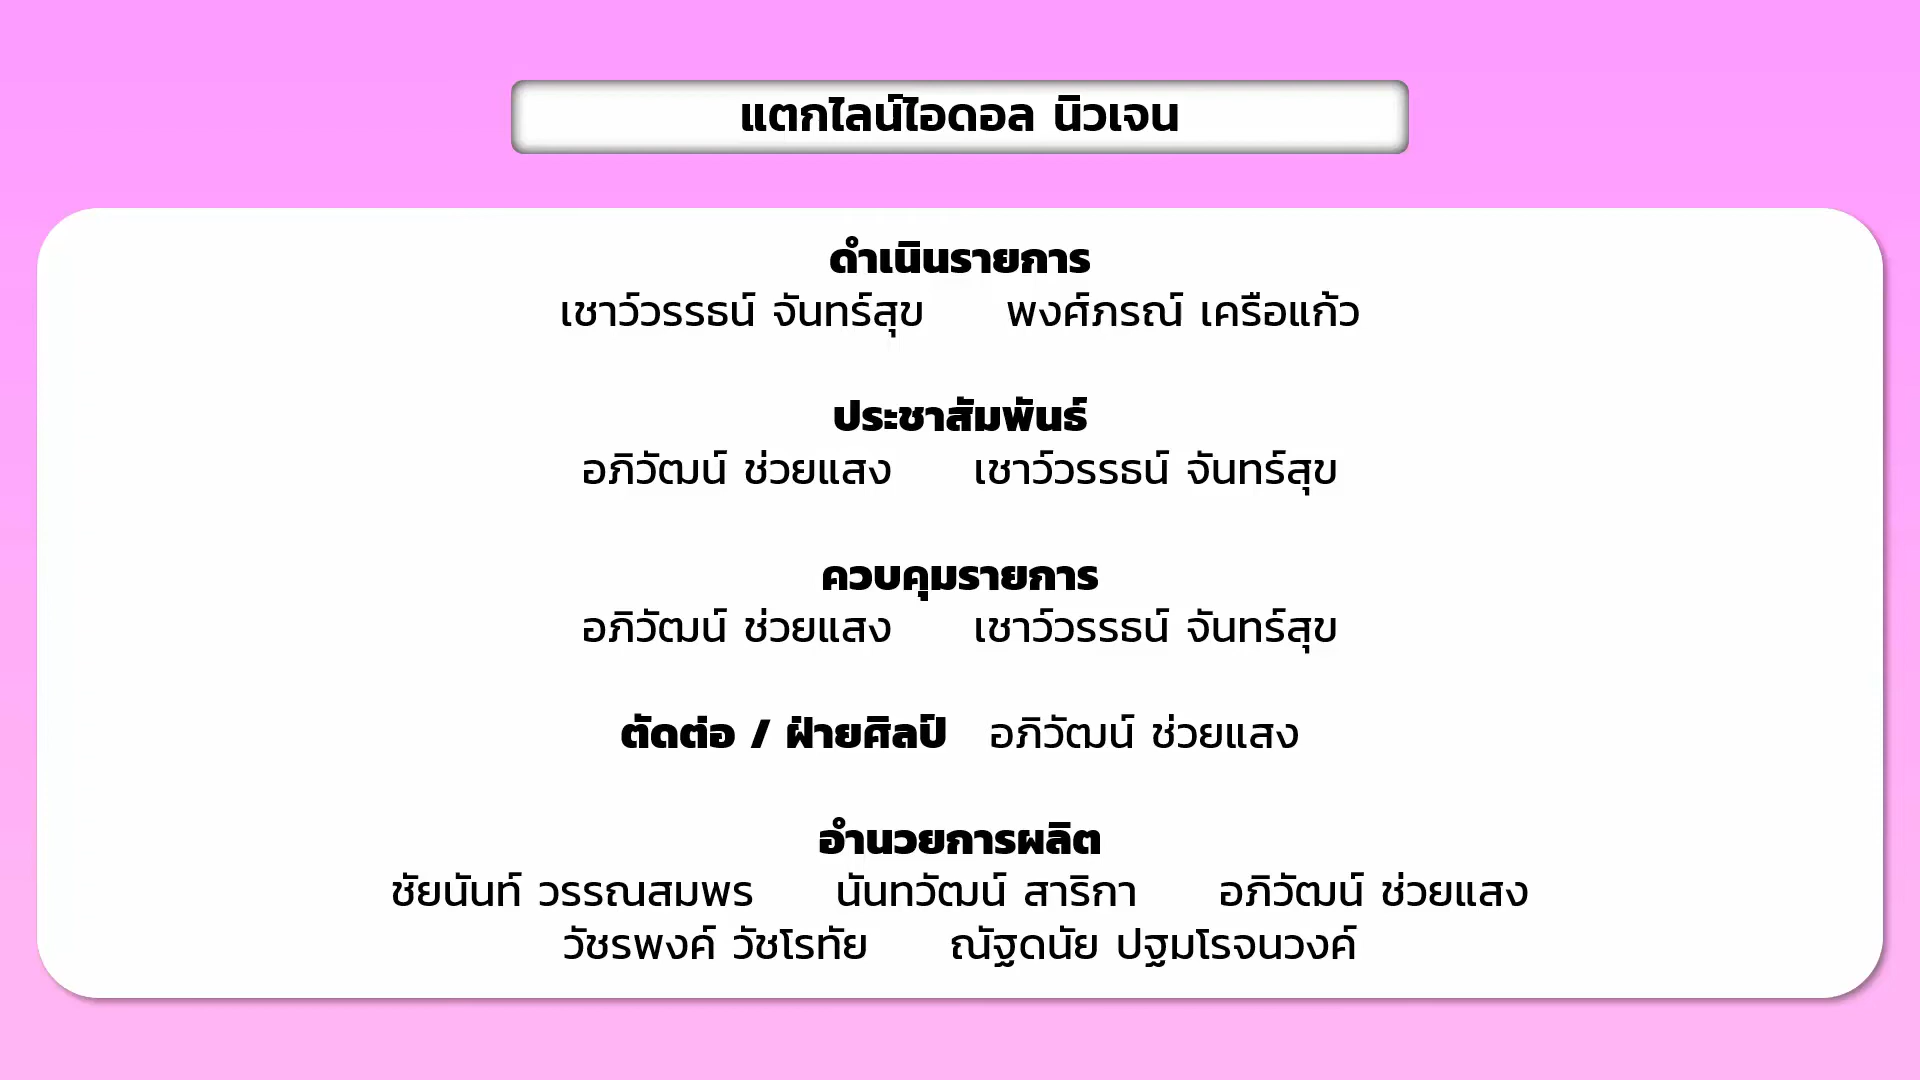 แตกไลน์ไอดอล นิวเจน
ดำเนินรายการ
เชาว์วรรธน์ จันทร์สุข พงศ์ภรณ์ เครือแก้ว
ประชาสัมพันธ์
อภิวัฒน์ ช่วยแสง เชาว์วรรธน์ จันทร์สุข
ควบคุมรายการ
อภิวัฒน์ ช่วยแสง เชาว์วรรธน์ จันทร์สุข
ตัดต่อ / ฝ่ายศิลป์ อภิวัฒน์ ช่วยแสง
อำนวยการผลิต
ชัยนันท์ วรรณสมพร นันทวัฒน์ สาริกา อภิวัฒน์ ช่วยแสง
วัชรพงค์ วัชโรทัย ณัฐดนัย ปฐมโรจนวงค์